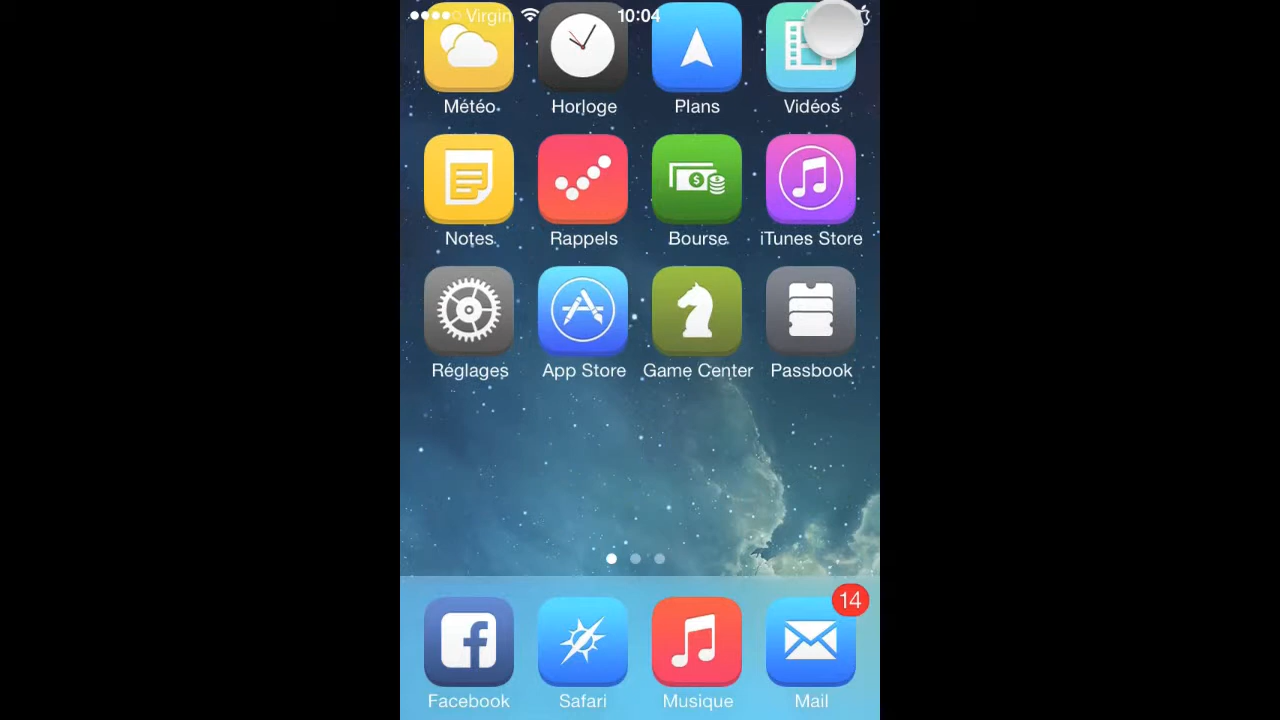 Virgin 10:04
Météo Horloge Plans Vidéos
Notes Rappels Bourse iTunes Store
Réglages App Store Game Center Passbook
14
Facebook Safari Musique Mail